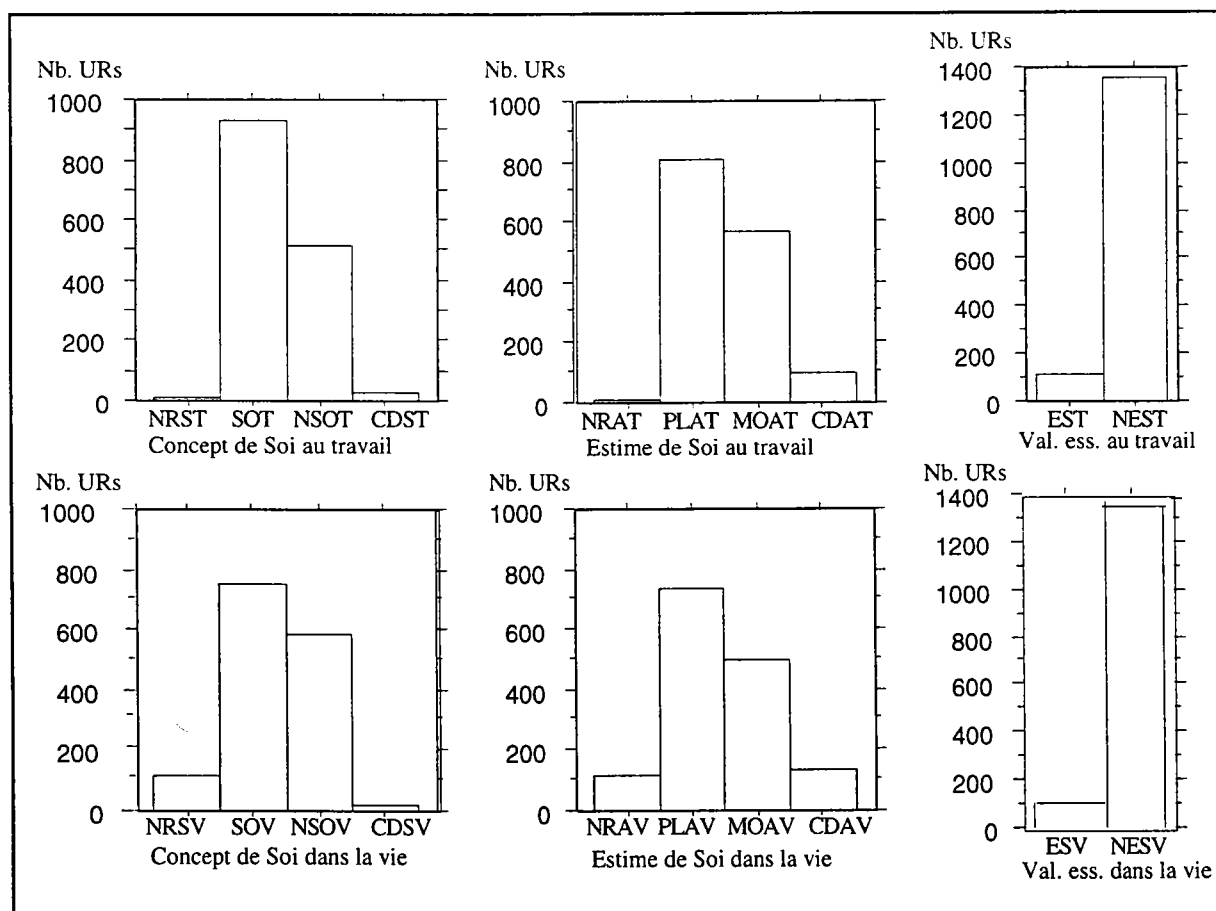 Nb. URs
1000
800
600
400
200
0
NRST SOT NSOT CDST
Concept de Soi au travail
Nb. URs
1000
800
600
400
200
0
NRAT PLAT MOAT CDAT
Estime de Soi au travail
Nb. URs
1400
1200
1000
800
600
400
200
0
EST NEST
Val. ess. au travail
Nb. URs
1000
800
600
400
200
0
NRSV SOV NSOV CDSV
Concept de Soi dans la vie
Nb. URs
1000
800
600
400
200
0
NRAV PLAV MOAV CDAV
Estime de Soi dans la vie
Nb. URs
1400
1200
1000
800
600
400
200
0
ESV NESV
Val. ess. dans la vie